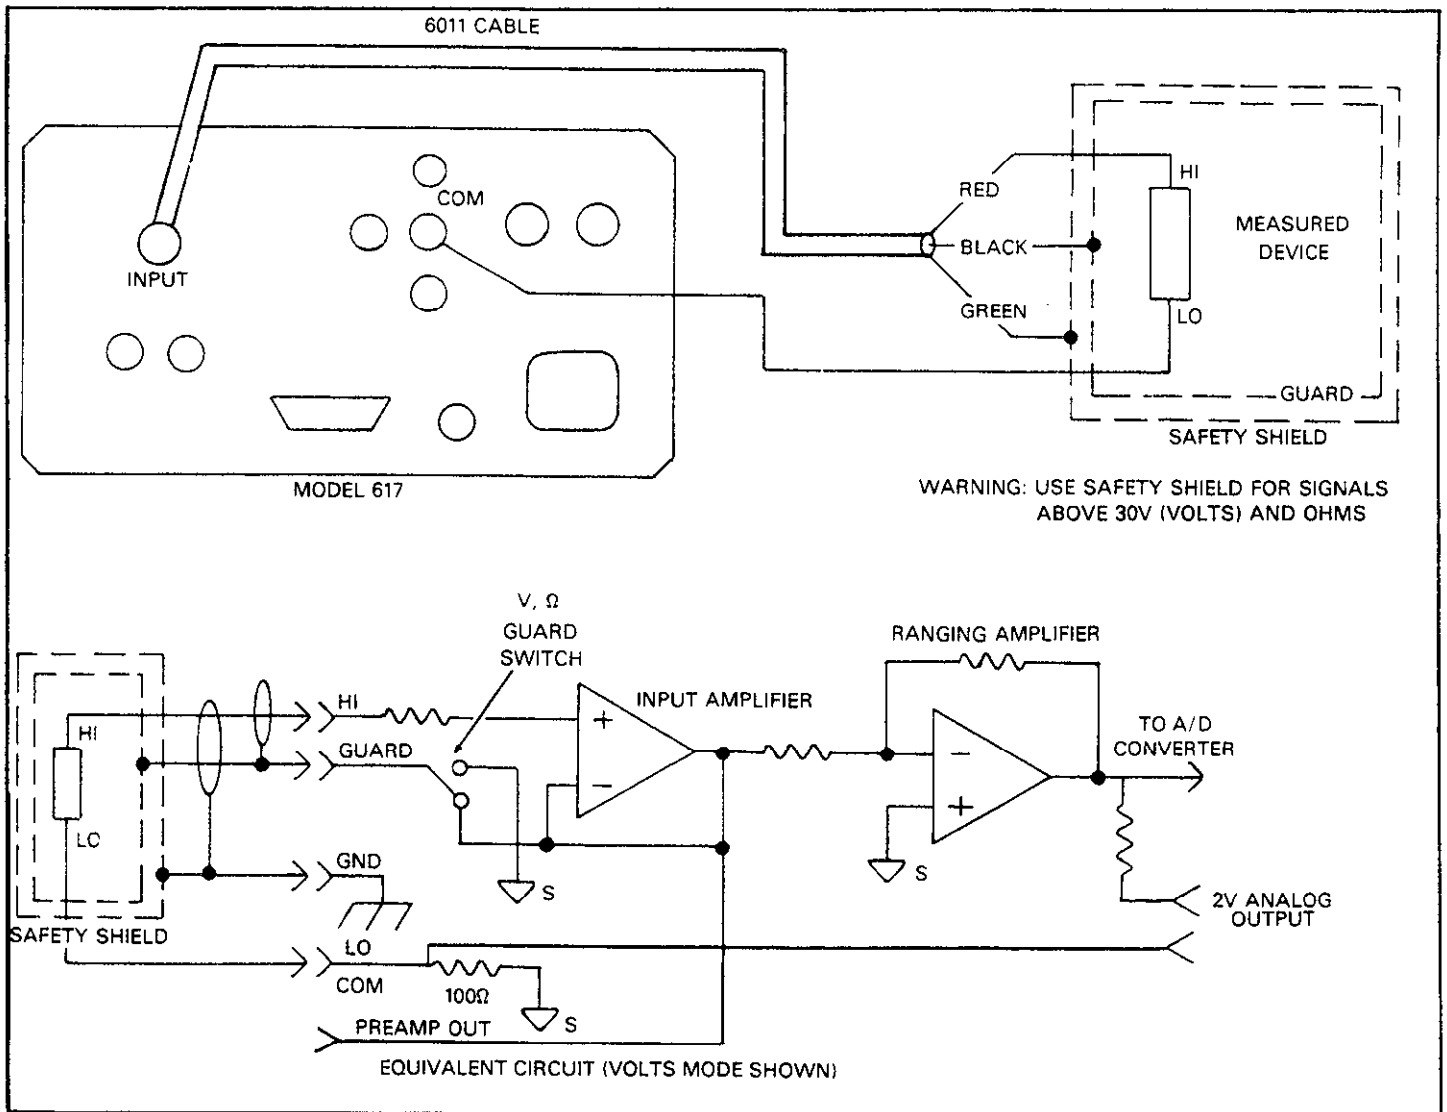 6011 CABLE
COM
INPUT
MODEL 617
RED
BLACK
GREEN
HI
MEASURED
DEVICE
LO
GUARD
SAFETY SHIELD
WARNING: USE SAFETY SHIELD FOR SIGNALS
ABOVE 30V (VOLTS) AND OHMS
V, Ω
GUARD
SWITCH
RANGING AMPLIFIER
HI
HI
INPUT AMPLIFIER
+
−
−
+
TO A/D
CONVERTER
GUARD
LO
GND
S
S
2V ANALOG
OUTPUT
SAFETY SHIELD
LO
COM
100Ω
S
PREAMP OUT
EQUIVALENT CIRCUIT (VOLTS MODE SHOWN)